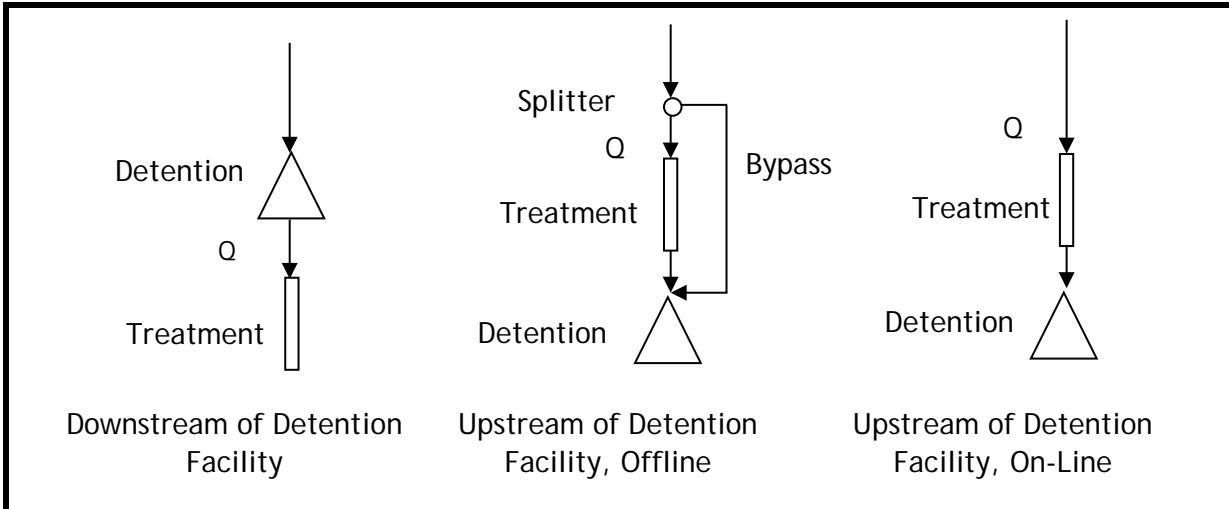 Detention
Q
Treatment
Downstream of Detention
Facility
Splitter
Q
Bypass
Treatment
Detention
Upstream of Detention
Facility, Offline
Q
Treatment
Detention
Upstream of Detention
Facility, On-Line